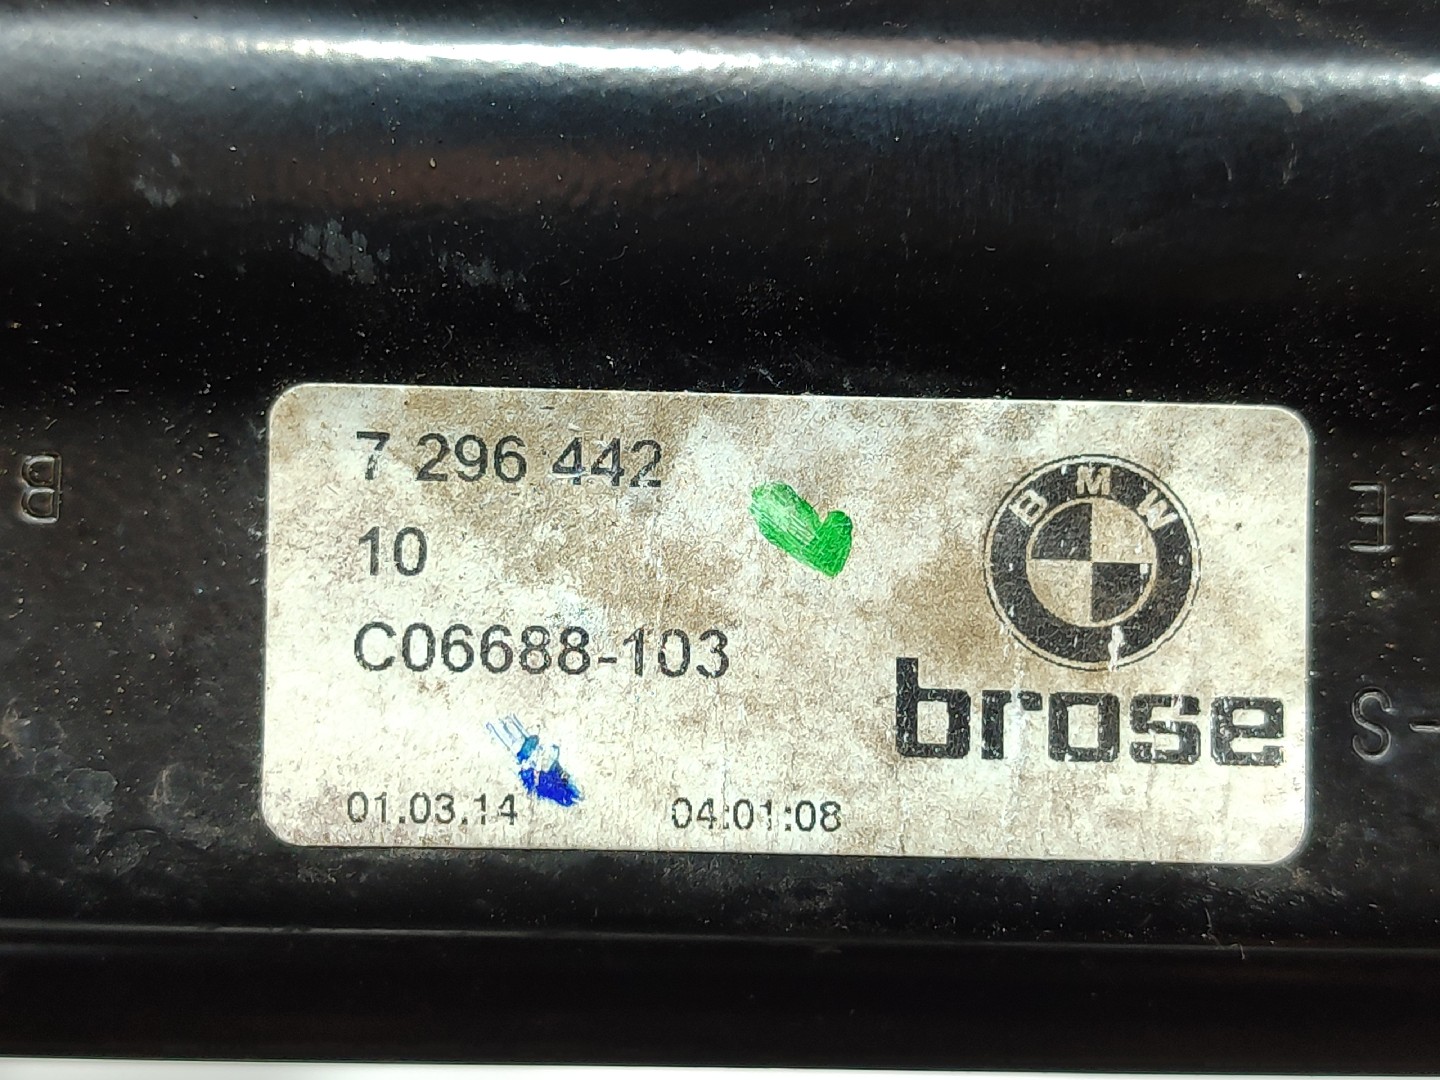 7 296 442
10
C06688-103
BMW
brose
01.03.14 04:01:08
B
E-
S-